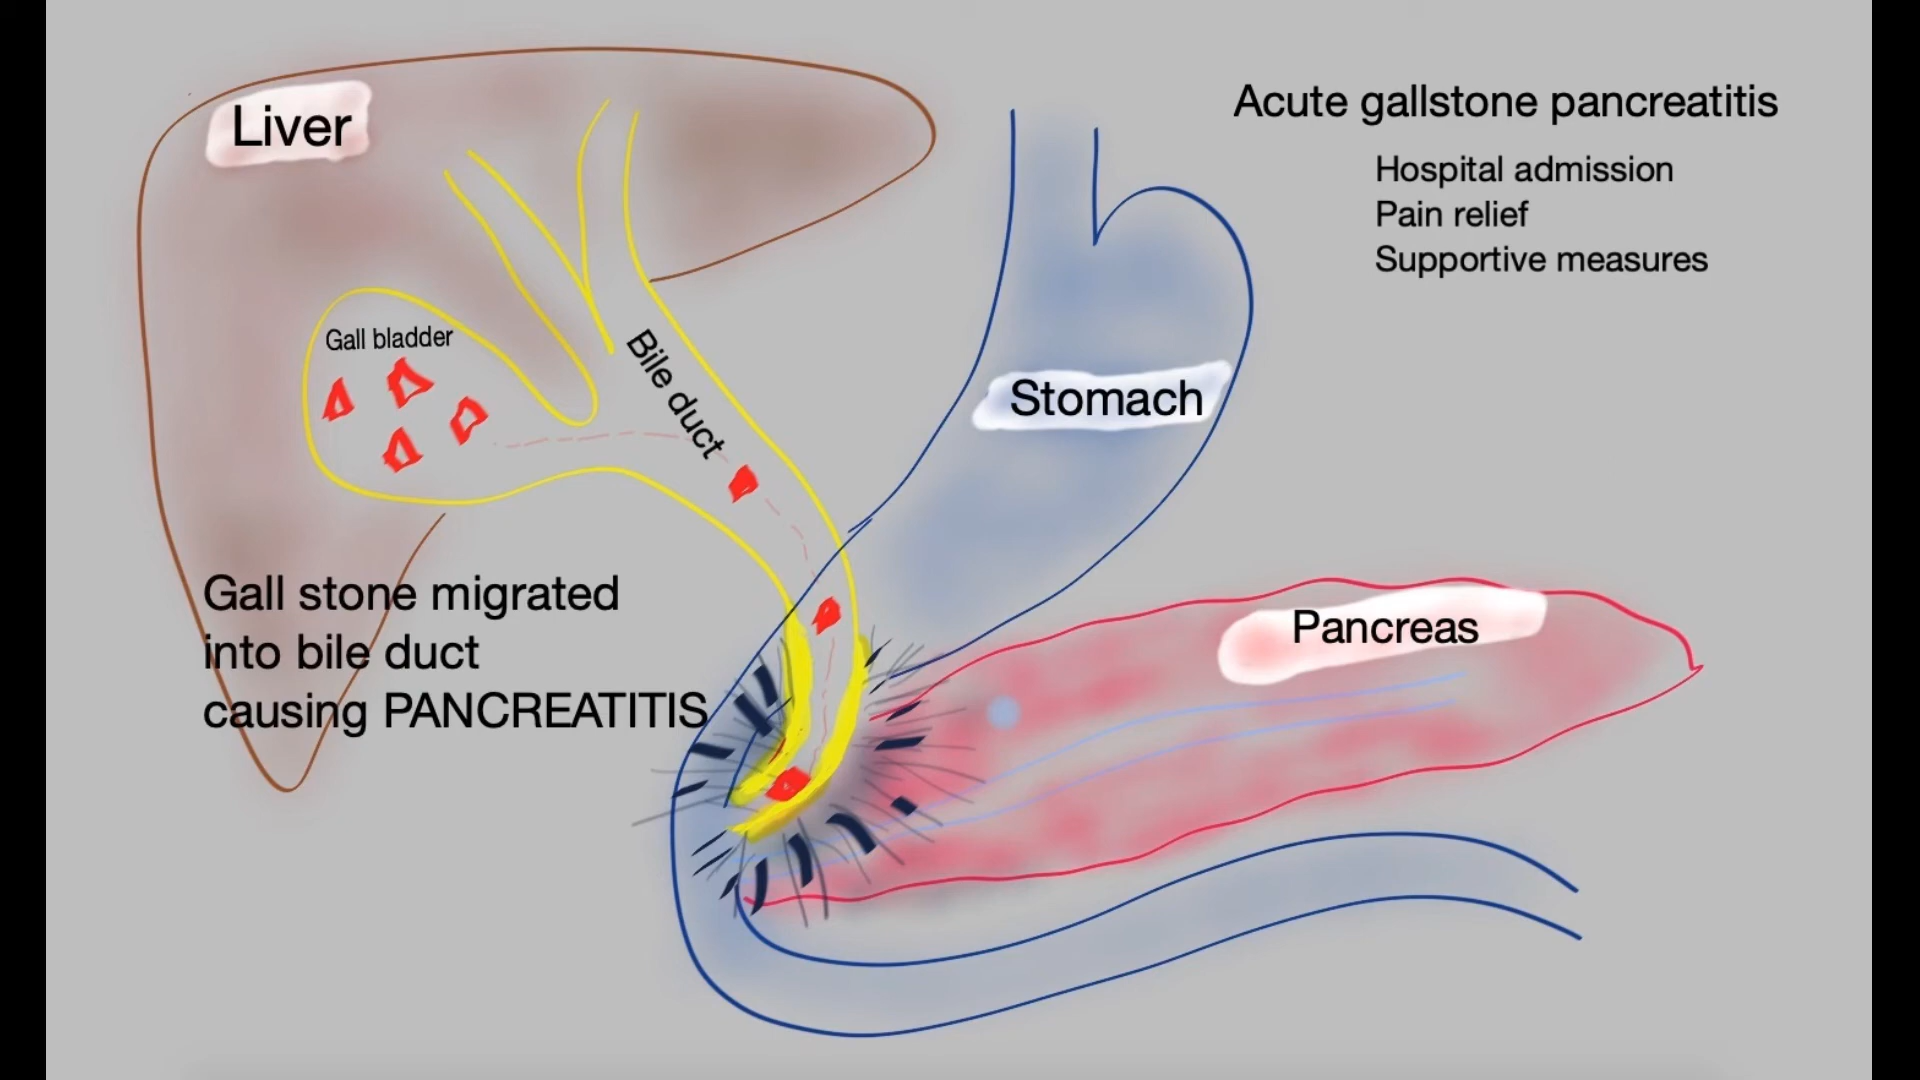 Liver
Acute gallstone pancreatitis
Hospital admission
Pain relief
Supportive measures
Gall bladder
Bile duct
Stomach
Gall stone migrated
into bile duct
causing PANCREATITIS
Pancreas